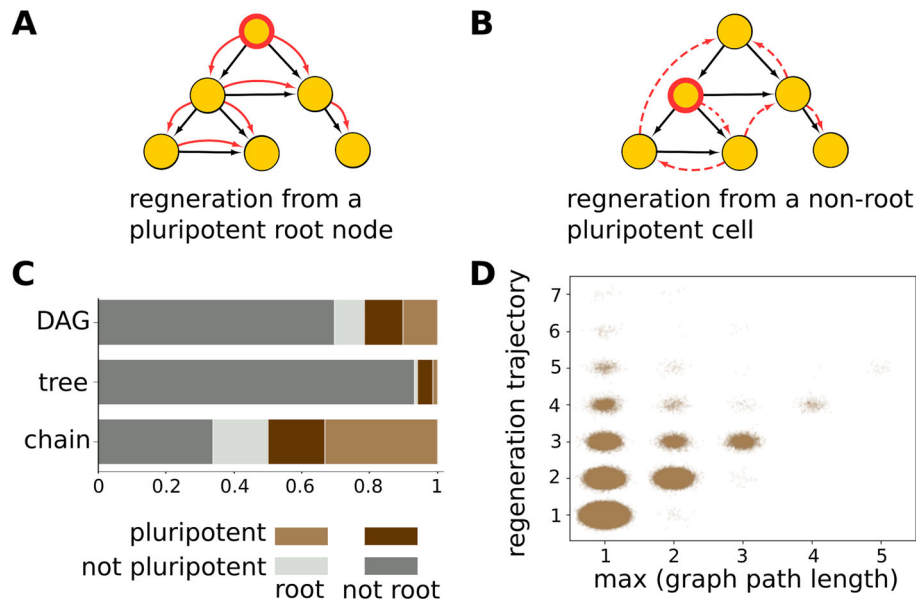 A
regneration from a
pluripotent root node
B
regneration from a non-root
pluripotent cell
C
DAG
tree
chain
0 0.2 0.4 0.6 0.8 1
pluripotent
not pluripotent
root not root
D
regeneration trajectory
7
6
5
4
3
2
1
1 2 3 4 5
max (graph path length)